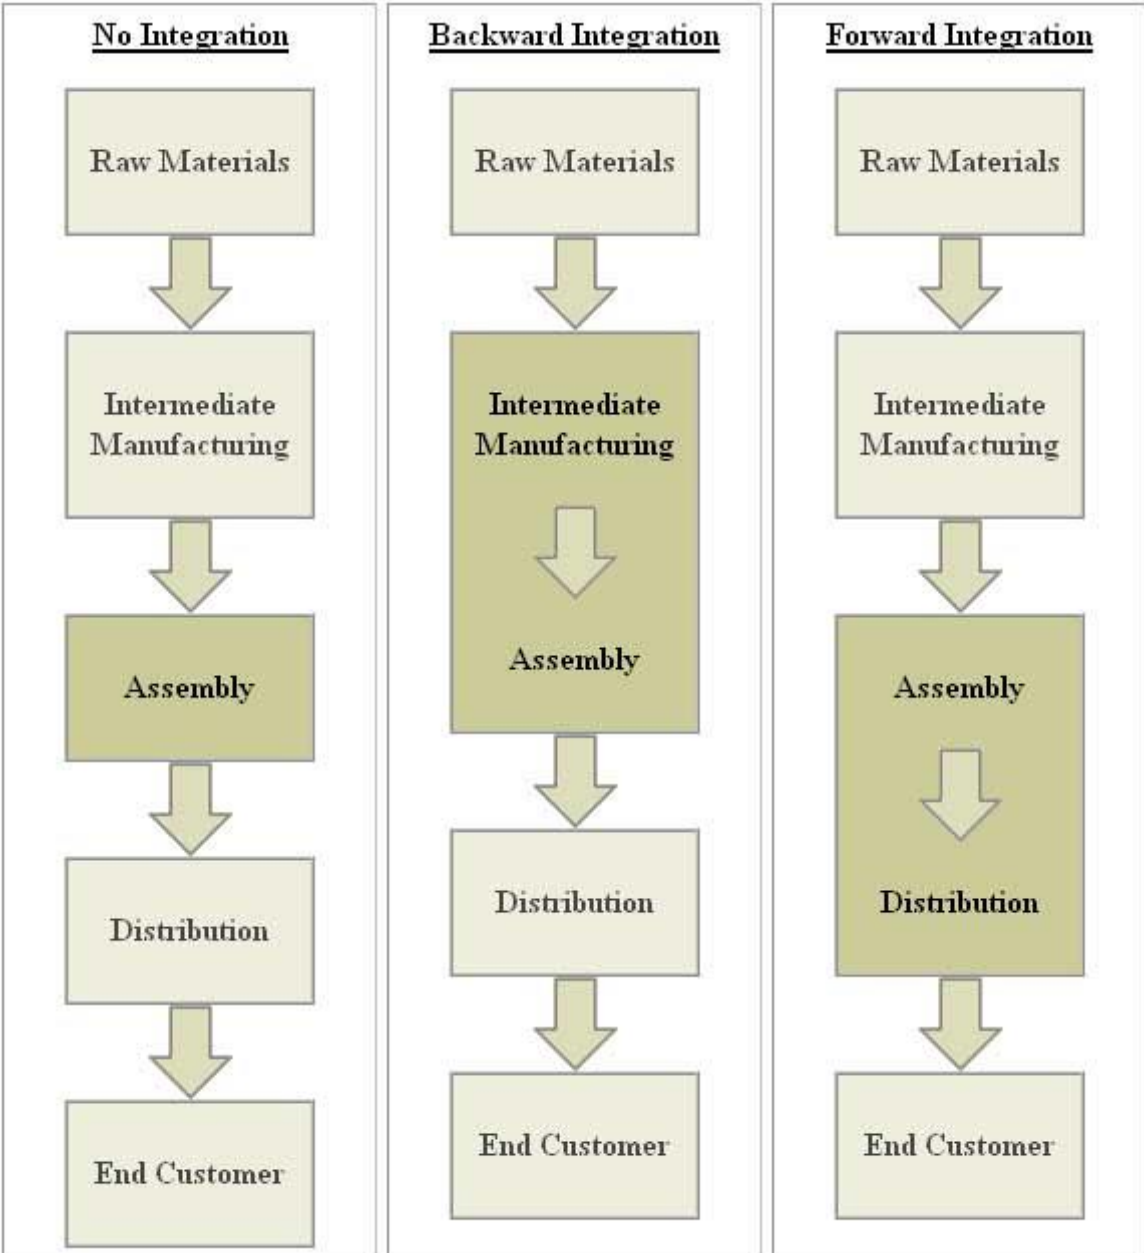 No Integration
Raw Materials
Intermediate
Manufacturing
Assembly
Distribution
End Customer
Backward Integration
Raw Materials
Intermediate
Manufacturing
Assembly
Distribution
End Customer
Forward Integration
Raw Materials
Intermediate
Manufacturing
Assembly
Distribution
End Customer